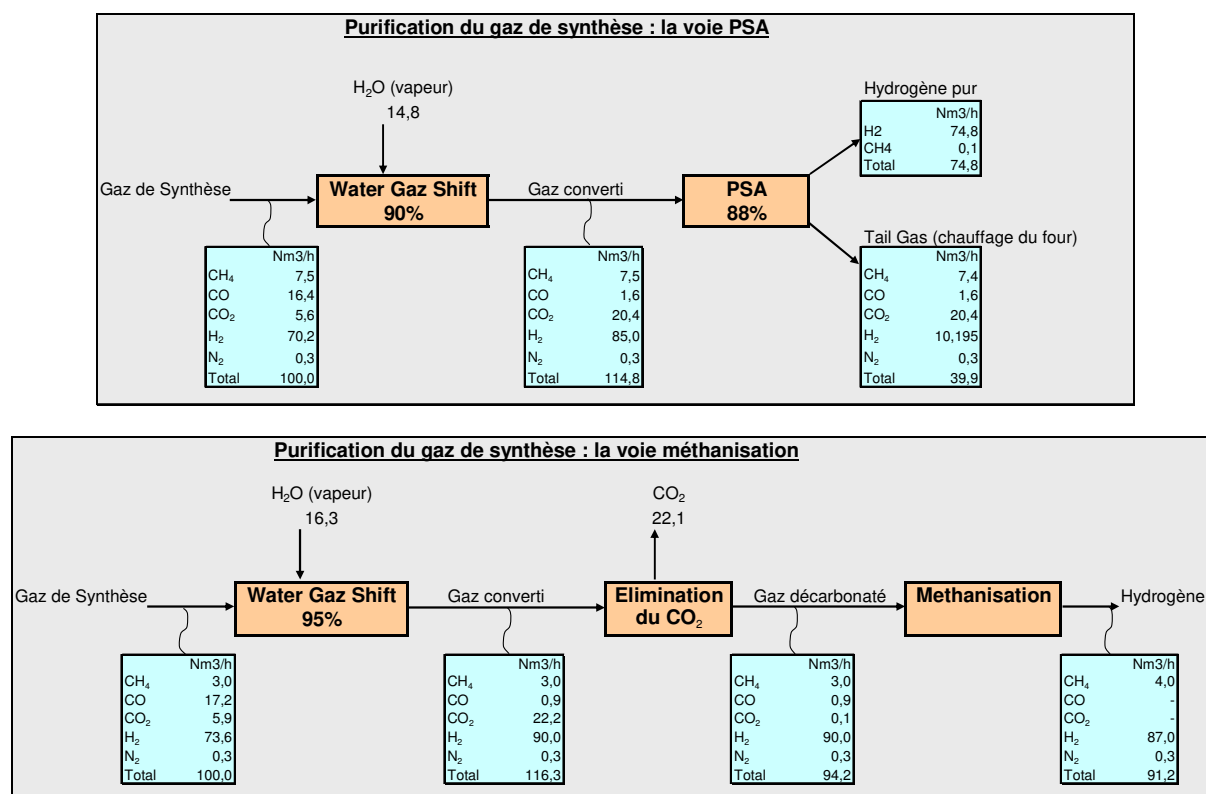 Purification du gaz de synthèse : la voie PSA
H₂O (vapeur)
14,8
Hydrogène pur
Nm3/h
H2 74,8
CH4 0,1
Total 74,8
Gaz de Synthèse
Water Gaz Shift
90%
Gaz converti
PSA
88%
Tail Gas (chauffage du four)
Nm3/h
CH₄ 7,5
CO 16,4
CO₂ 5,6
H₂ 70,2
N₂ 0,3
Total 100,0
Nm3/h
CH₄ 7,5
CO 1,6
CO₂ 20,4
H₂ 85,0
N₂ 0,3
Total 114,8
Nm3/h
CH₄ 7,4
CO 1,6
CO₂ 20,4
H₂ 10,195
N₂ 0,3
Total 39,9
Purification du gaz de synthèse : la voie méthanisation
H₂O (vapeur)
16,3
CO₂
22,1
Gaz de Synthèse
Water Gaz Shift
95%
Gaz converti
Elimination
du CO₂
Gaz décarbonaté
Methanisation
Hydrogène
Nm3/h
CH₄ 3,0
CO 17,2
CO₂ 5,9
H₂ 73,6
N₂ 0,3
Total 100,0
Nm3/h
CH₄ 3,0
CO 0,9
CO₂ 22,2
H₂ 90,0
N₂ 0,3
Total 116,3
Nm3/h
CH₄ 3,0
CO 0,9
CO₂ 0,1
H₂ 90,0
N₂ 0,3
Total 94,2
Nm3/h
CH₄ 4,0
CO -
CO₂ -
H₂ 87,0
N₂ 0,3
Total 91,2